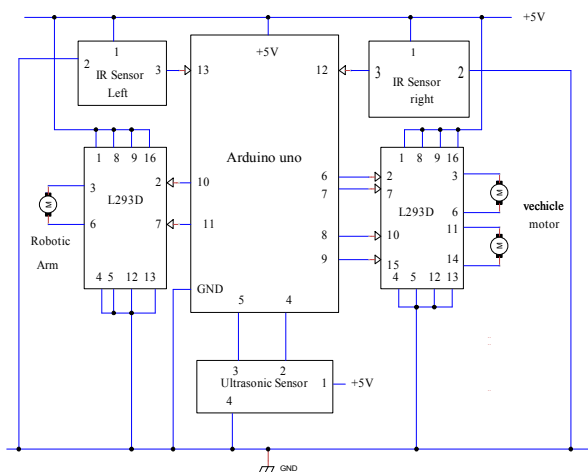 +5V
1
2
IR Sensor
Left
3
+5V
13
12
1
3
IR Sensor
right
2
1 8 9 16
3
2
L293D
6
7
4 5 12 13
M
Robotic
Arm
Arduino uno
10
11
GND
6
7
8
9
5
4
1 8 9 16
2
7
L293D
10
15
3
6
11
14
4 5 12 13
M
M
vechicle
motor
3
2
Ultrasonic Sensor
1
4
+5V
GND